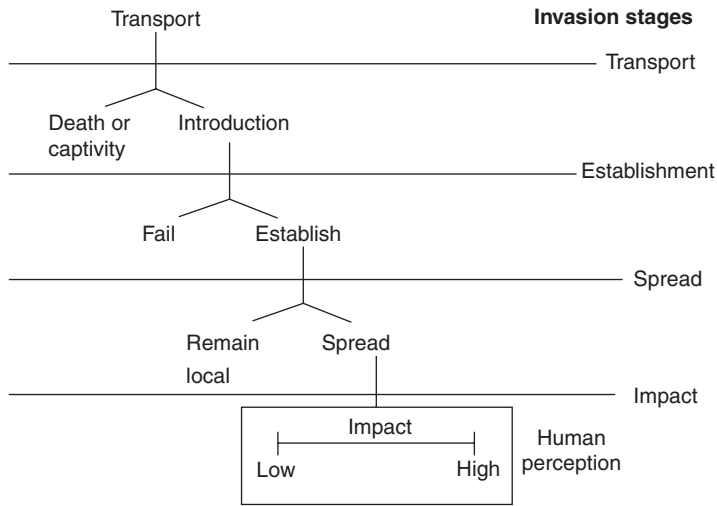 Transport
Invasion stages
Transport
Death or
captivity
Introduction
Establishment
Fail
Establish
Spread
Remain
local
Spread
Impact
Impact
Low
High
Human
perception